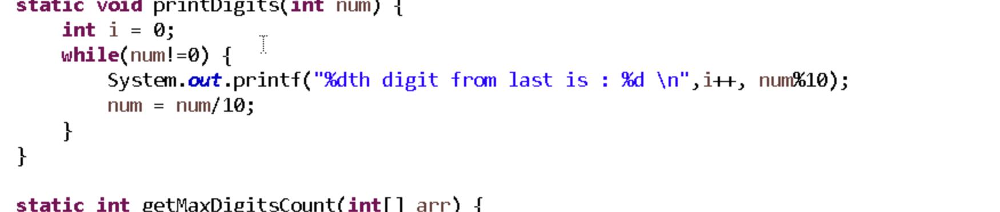 static void printDigits(int num) {
    int i = 0;
    while(num!=0) {
        System.out.printf("%dth digit from last is : %d \n",i++, num%10);
        num = num/10;
    }
}
static int getMaxDigitsCount(int[] arr) {